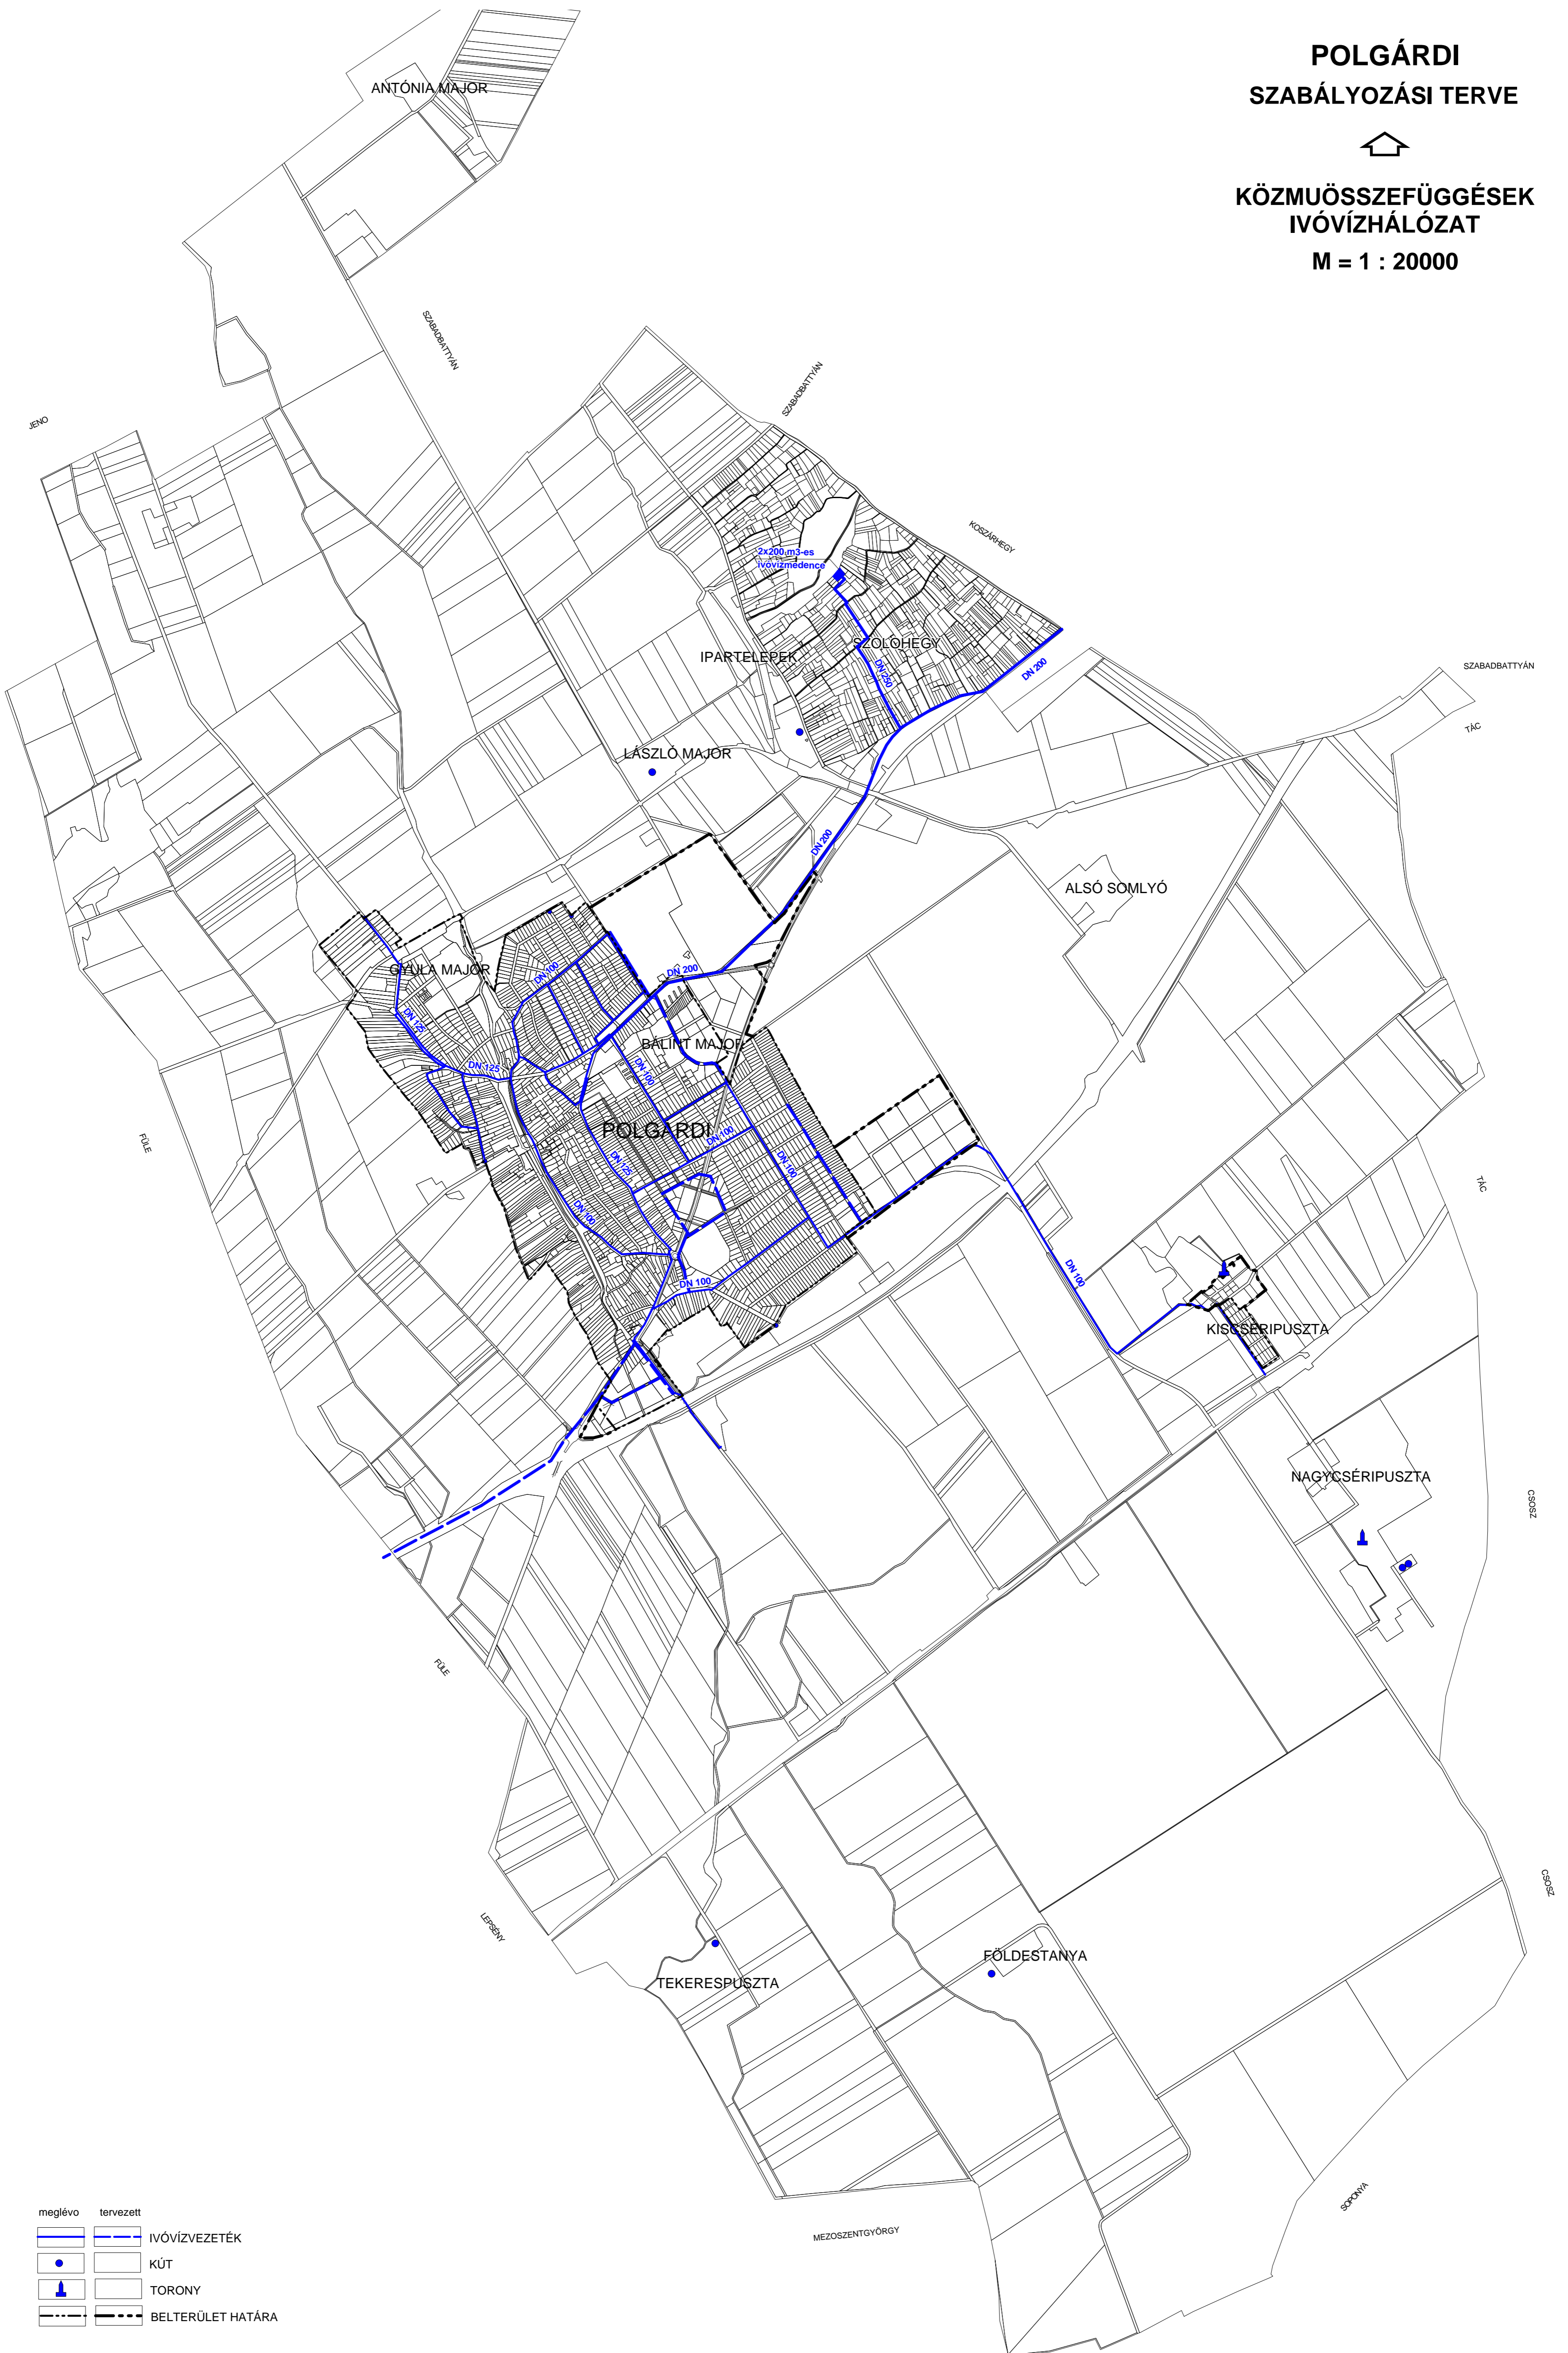 POLGÁRDI
SZABÁLYOZÁSI TERVE
KÖZMUÖSSZEFÜGGÉSEK
IVÓVÍZHÁLÓZAT
M = 1 : 20000
ANTÓNIA MAJOR
SZABADBATTYÁN
SZABADBATTYÁN
JENO
KOSZÁRHEGY
2x200 m3-es
ivóvízmedence
SZOLOHEGY
IPARTELEPEK
DN 250
DN 200
SZABADBATTYÁN
TÁC
LÁSZLÓ MAJOR
DN 200
ALSÓ SOMLYÓ
GYULA MAJOR
DN 100
DN 200
DN 125
BÁLINT MAJOR
DN 125
DN 100
POLGÁRDI
DN 100
DN 125
DN 100
FÜLE
TÁC
DN 100
DN 100
DN 100
KISCSÉRIPUSZTA
NAGYCSÉRIPUSZTA
CSOSZ
FÜLE
CSOSZ
LEPSÉNY
FÖLDESTANYA
TEKERESPUSZTA
SOPONYA
MEZOSZENTGYÖRGY
meglévo tervezett
IVÓVÍZVEZETÉK
KÚT
TORONY
BELTERÜLET HATÁRA